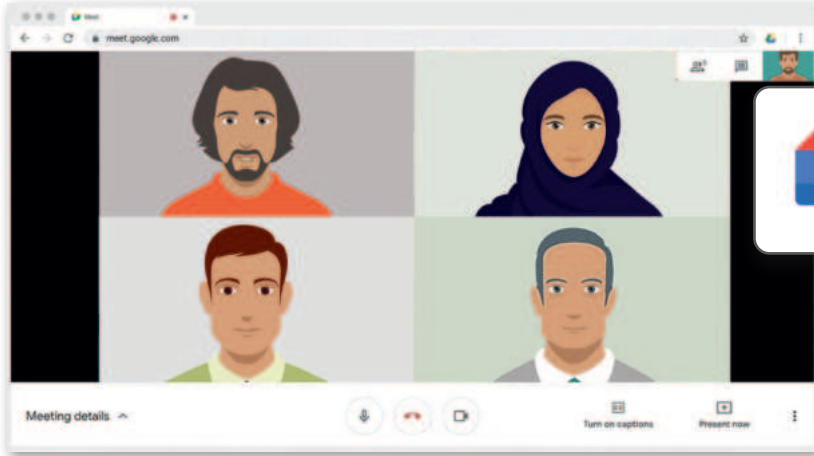 Meet
meet.google.com
Meeting details
Turn on captions
Present now